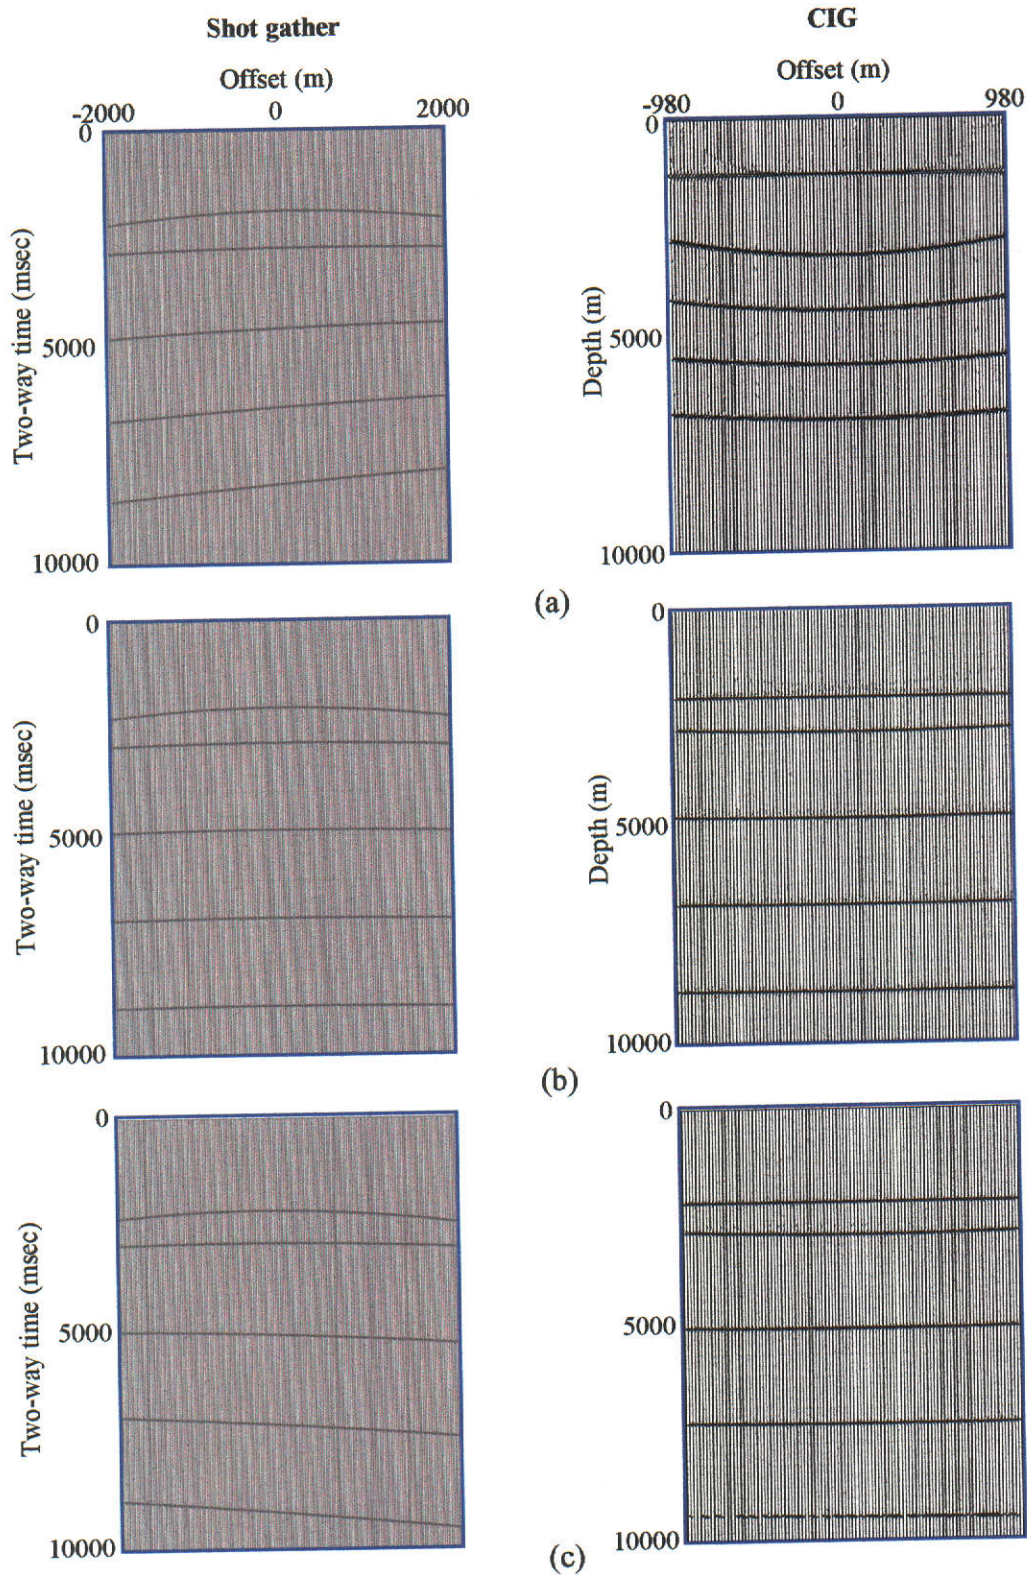 Shot gather
CIG
Offset (m)
Offset (m)
-2000 0 2000
-980 0 980
0
0
Two-way time (msec)
Depth (m)
5000
5000
10000
10000
(a)
0
0
Two-way time (msec)
Depth (m)
5000
5000
10000
10000
(b)
0
0
Two-way time (msec)
5000
5000
10000
10000
(c)